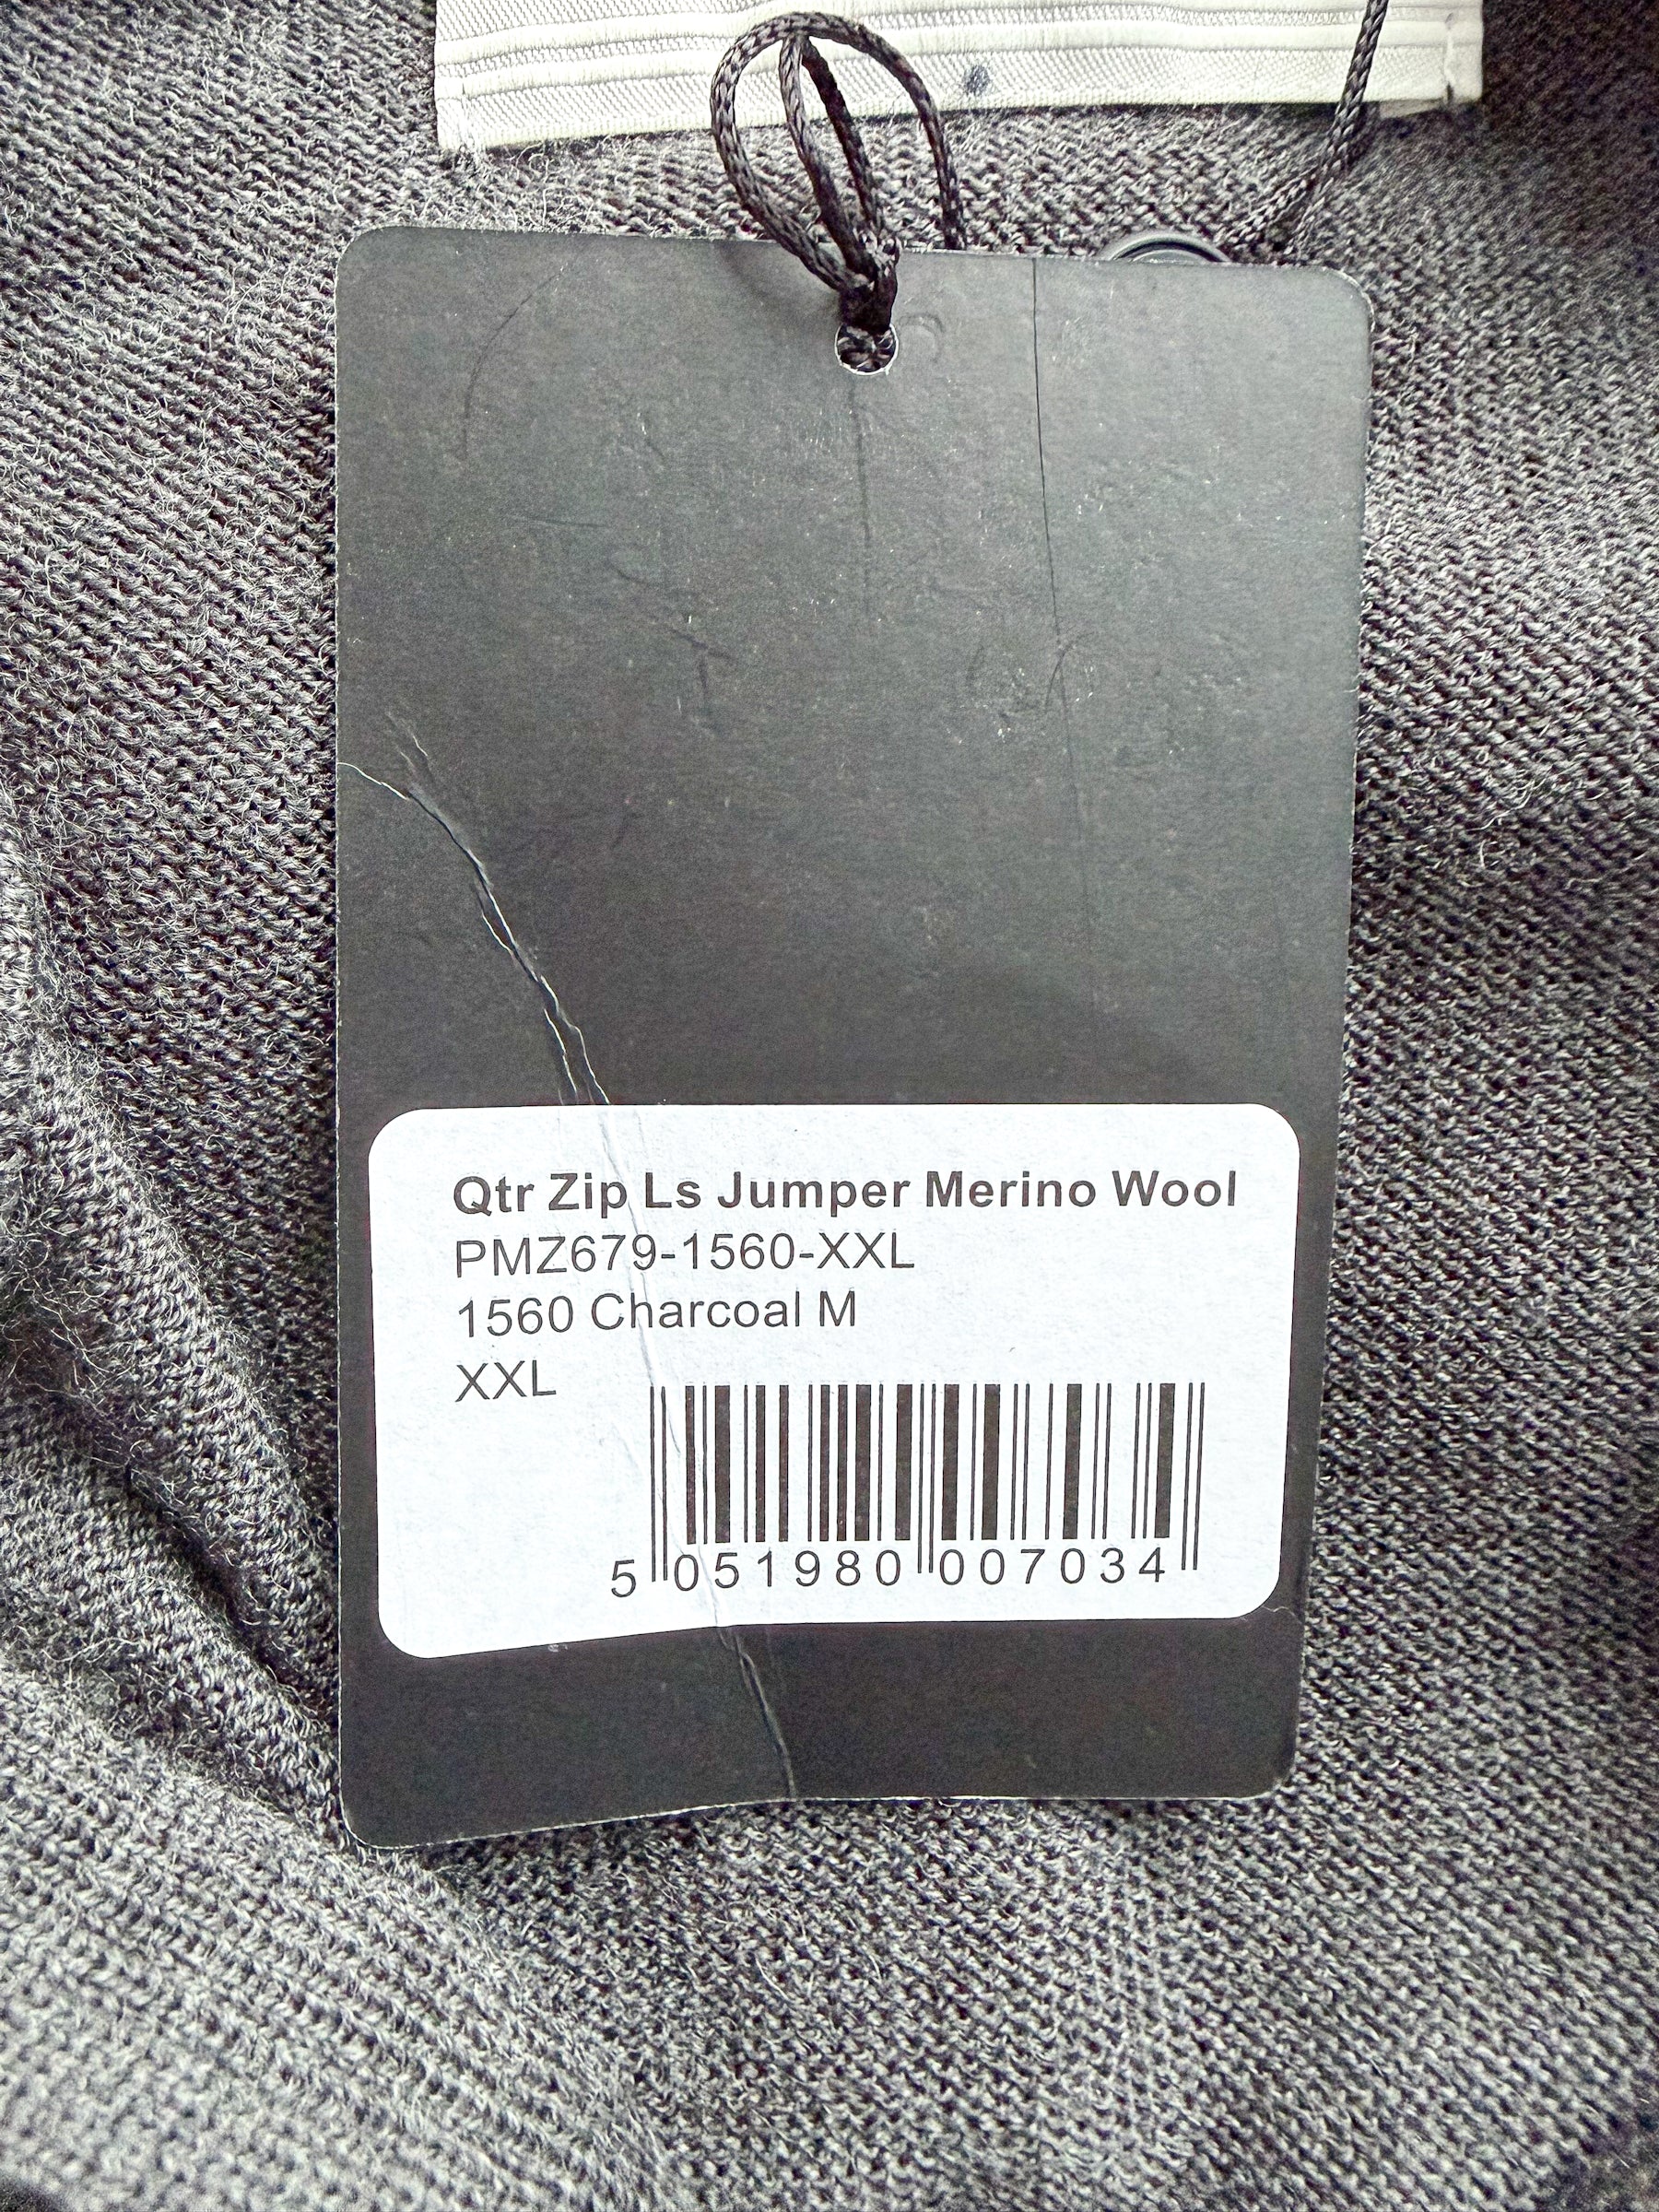 Qtr Zip Ls Jumper Merino Wool
PMZ679-1560-XXL
1560 Charcoal M
XXL
5 051980 007034